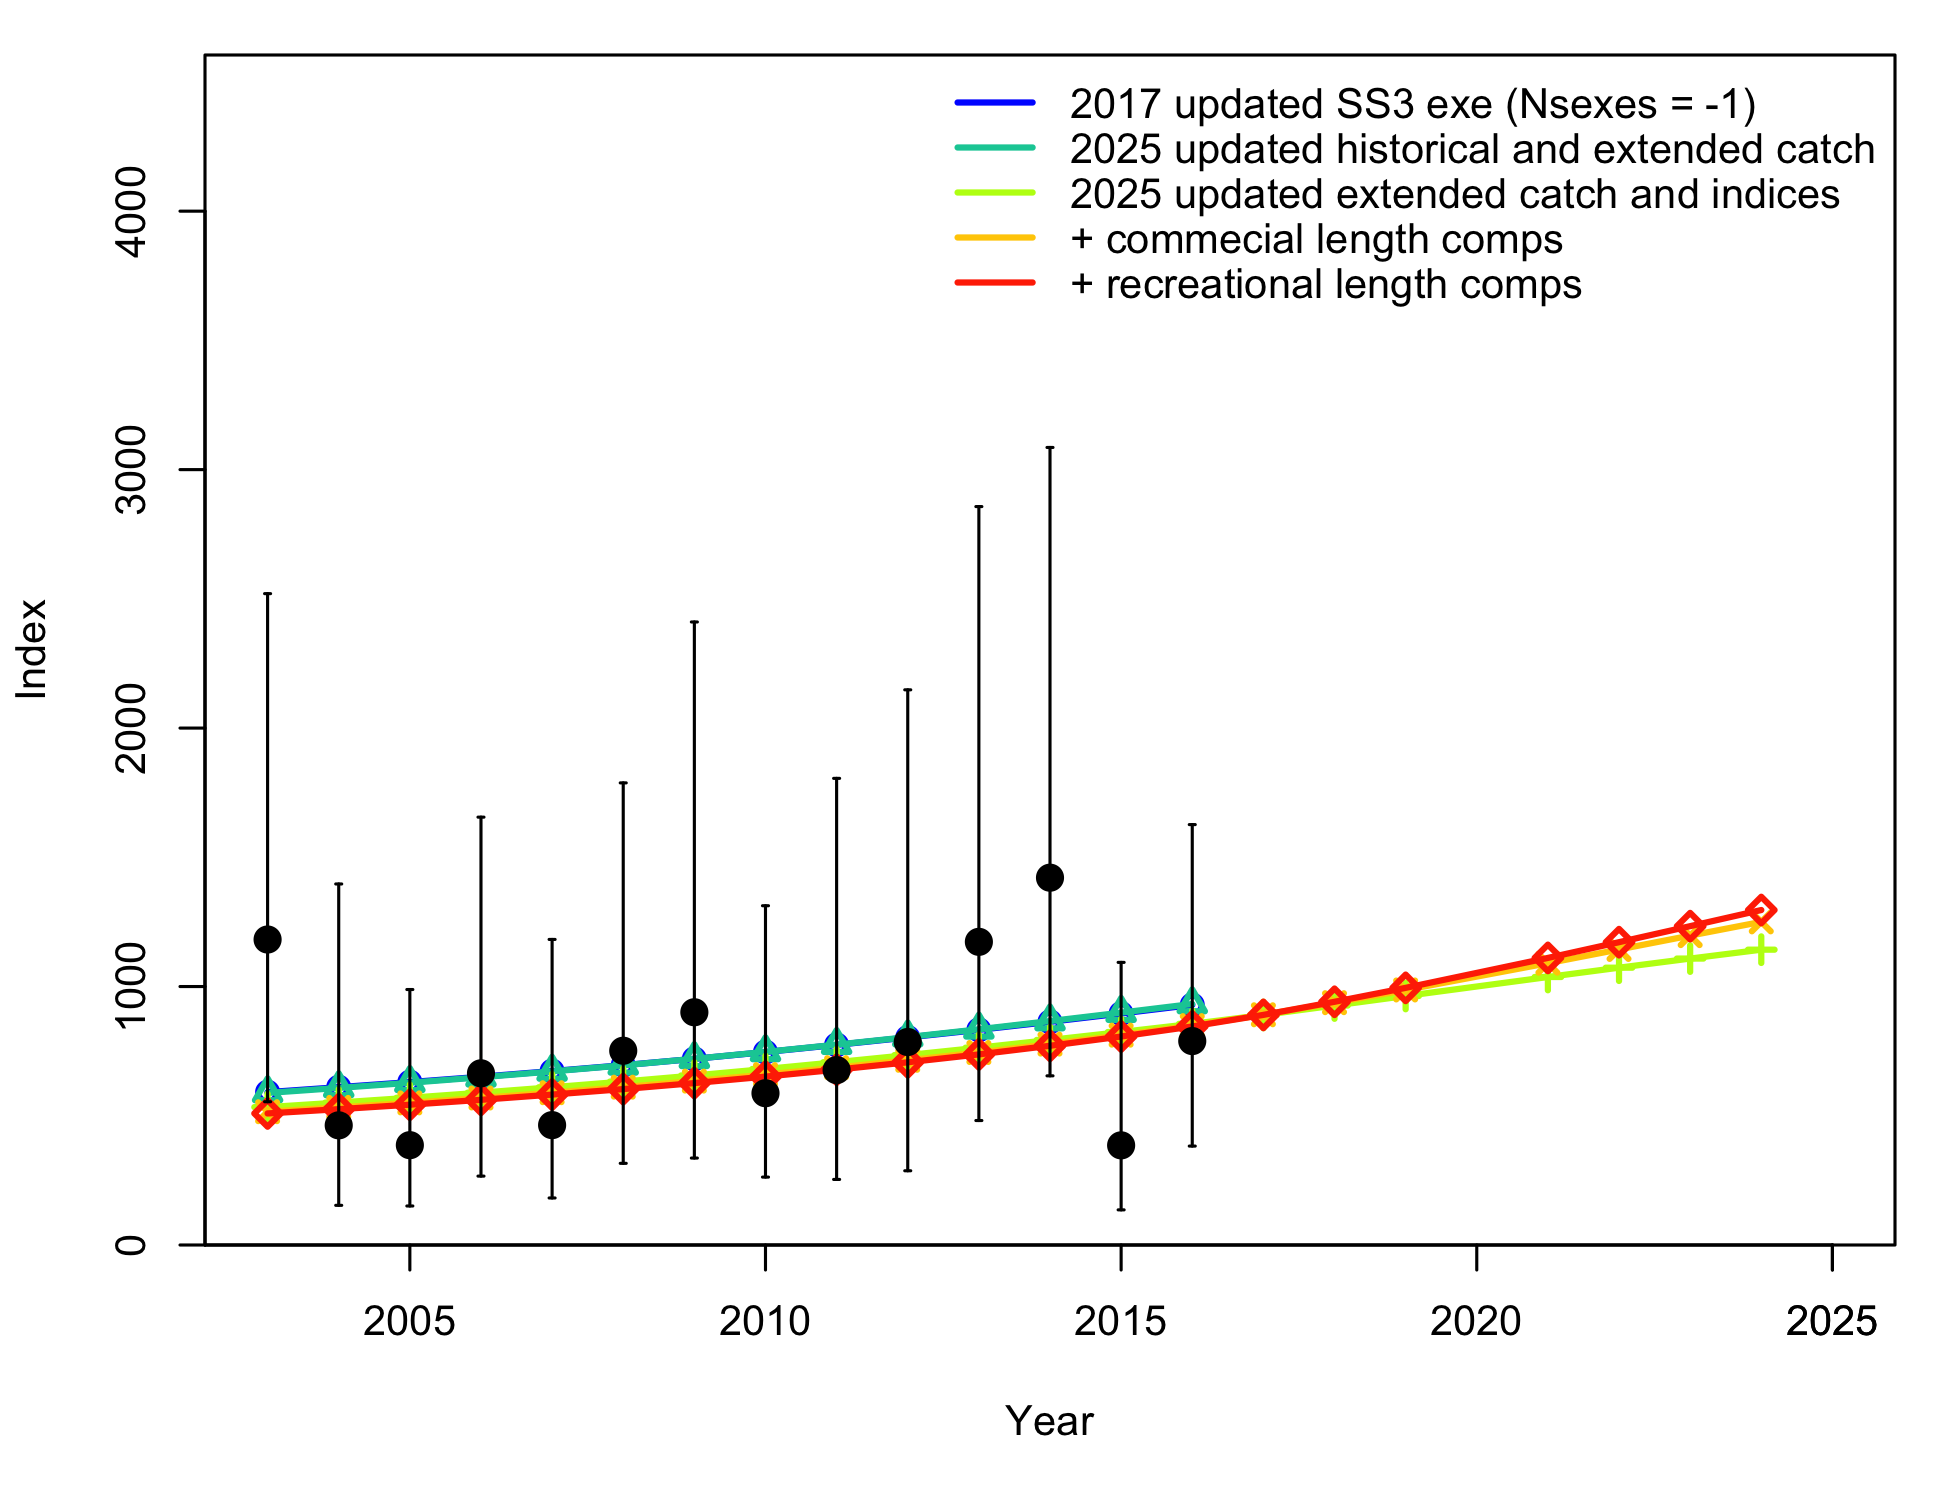 2017 updated SS3 exe (Nsexes = -1)
2025 updated historical and extended catch
2025 updated extended catch and indices
+ commecial length comps
+ recreational length comps
4000
3000
2000
1000
0
Index
2005 2010 2015 2020 2025
Year